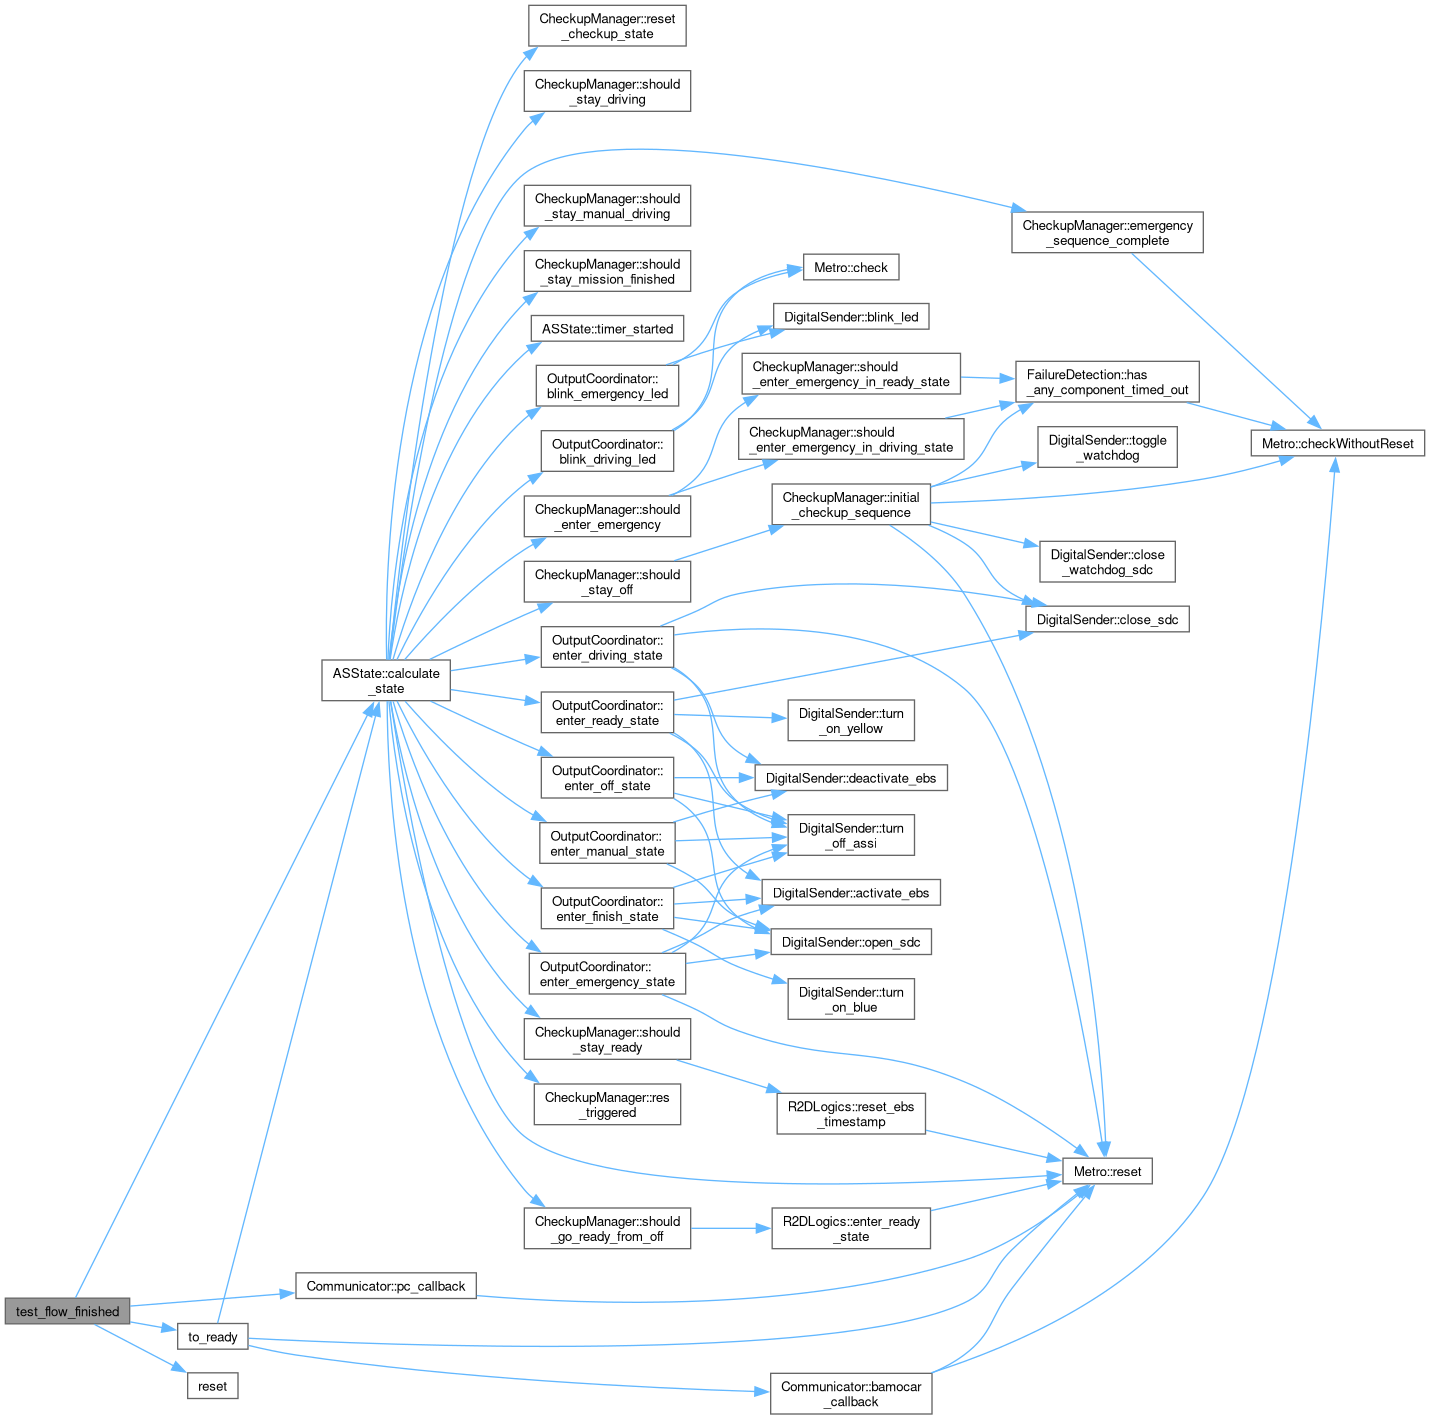 CheckupManager::reset
_checkup_state
CheckupManager::should
_stay_driving
CheckupManager::should
_stay_manual_driving
CheckupManager::emergency
_sequence_complete
CheckupManager::should
_stay_mission_finished
Metro::check
ASState::timer_started
DigitalSender::blink_led
OutputCoordinator::
blink_emergency_led
CheckupManager::should
_enter_emergency_in_ready_state
FailureDetection::has
_any_component_timed_out
OutputCoordinator::
blink_driving_led
CheckupManager::should
_enter_emergency_in_driving_state
DigitalSender::toggle
_watchdog
Metro::checkWithoutReset
CheckupManager::should
_enter_emergency
CheckupManager::initial
_checkup_sequence
DigitalSender::close
_watchdog_sdc
CheckupManager::should
_stay_off
DigitalSender::close_sdc
OutputCoordinator::
enter_driving_state
ASState::calculate
_state
OutputCoordinator::
enter_ready_state
DigitalSender::turn
_on_yellow
OutputCoordinator::
enter_off_state
DigitalSender::deactivate_ebs
OutputCoordinator::
enter_manual_state
DigitalSender::turn
_off_assi
OutputCoordinator::
enter_finish_state
DigitalSender::activate_ebs
DigitalSender::open_sdc
OutputCoordinator::
enter_emergency_state
DigitalSender::turn
_on_blue
CheckupManager::should
_stay_ready
CheckupManager::res
_triggered
R2DLogics::reset_ebs
_timestamp
Metro::reset
CheckupManager::should
_go_ready_from_off
R2DLogics::enter_ready
_state
Communicator::pc_callback
test_flow_finished
to_ready
reset
Communicator::bamocar
_callback